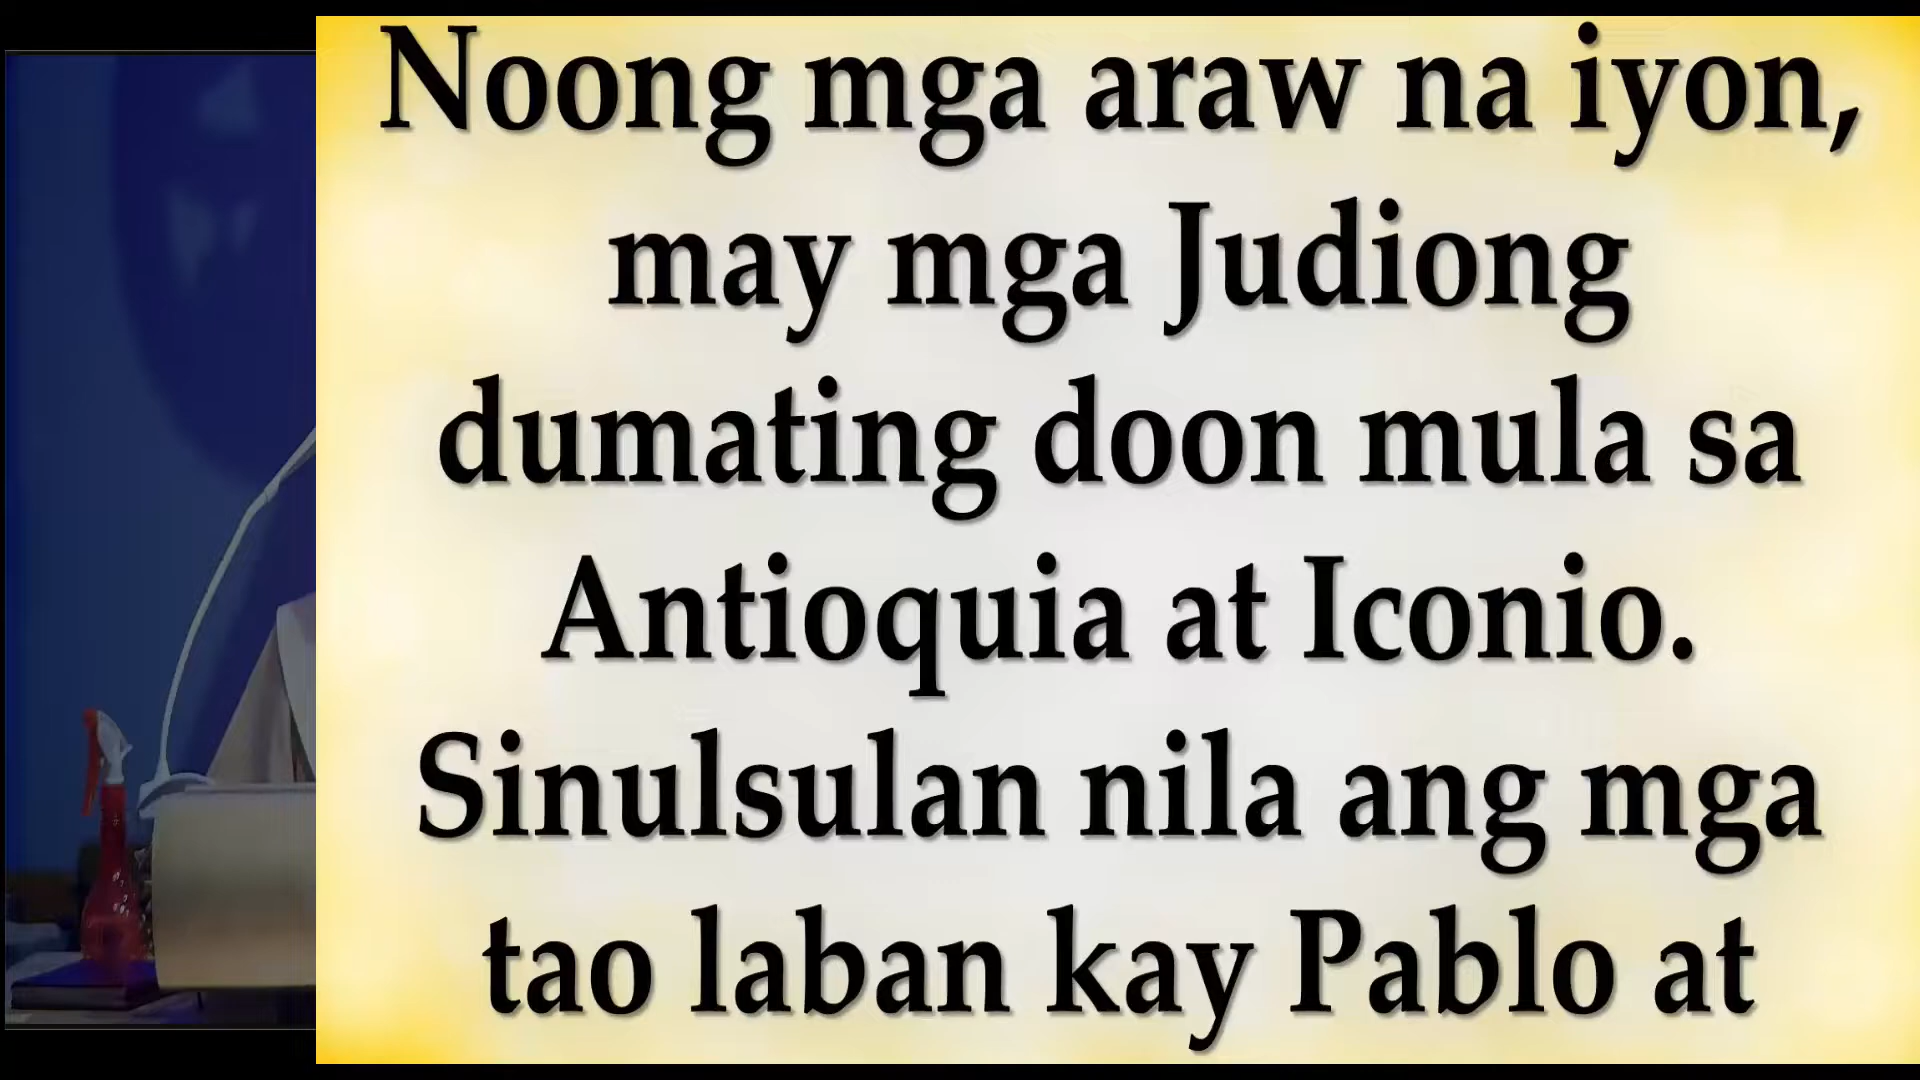 Noong mga araw na iyon,
may mga Judiong
dumating doon mula sa
Antioquia at Iconio.
Sinulsulan nila ang mga
tao laban kay Pablo at